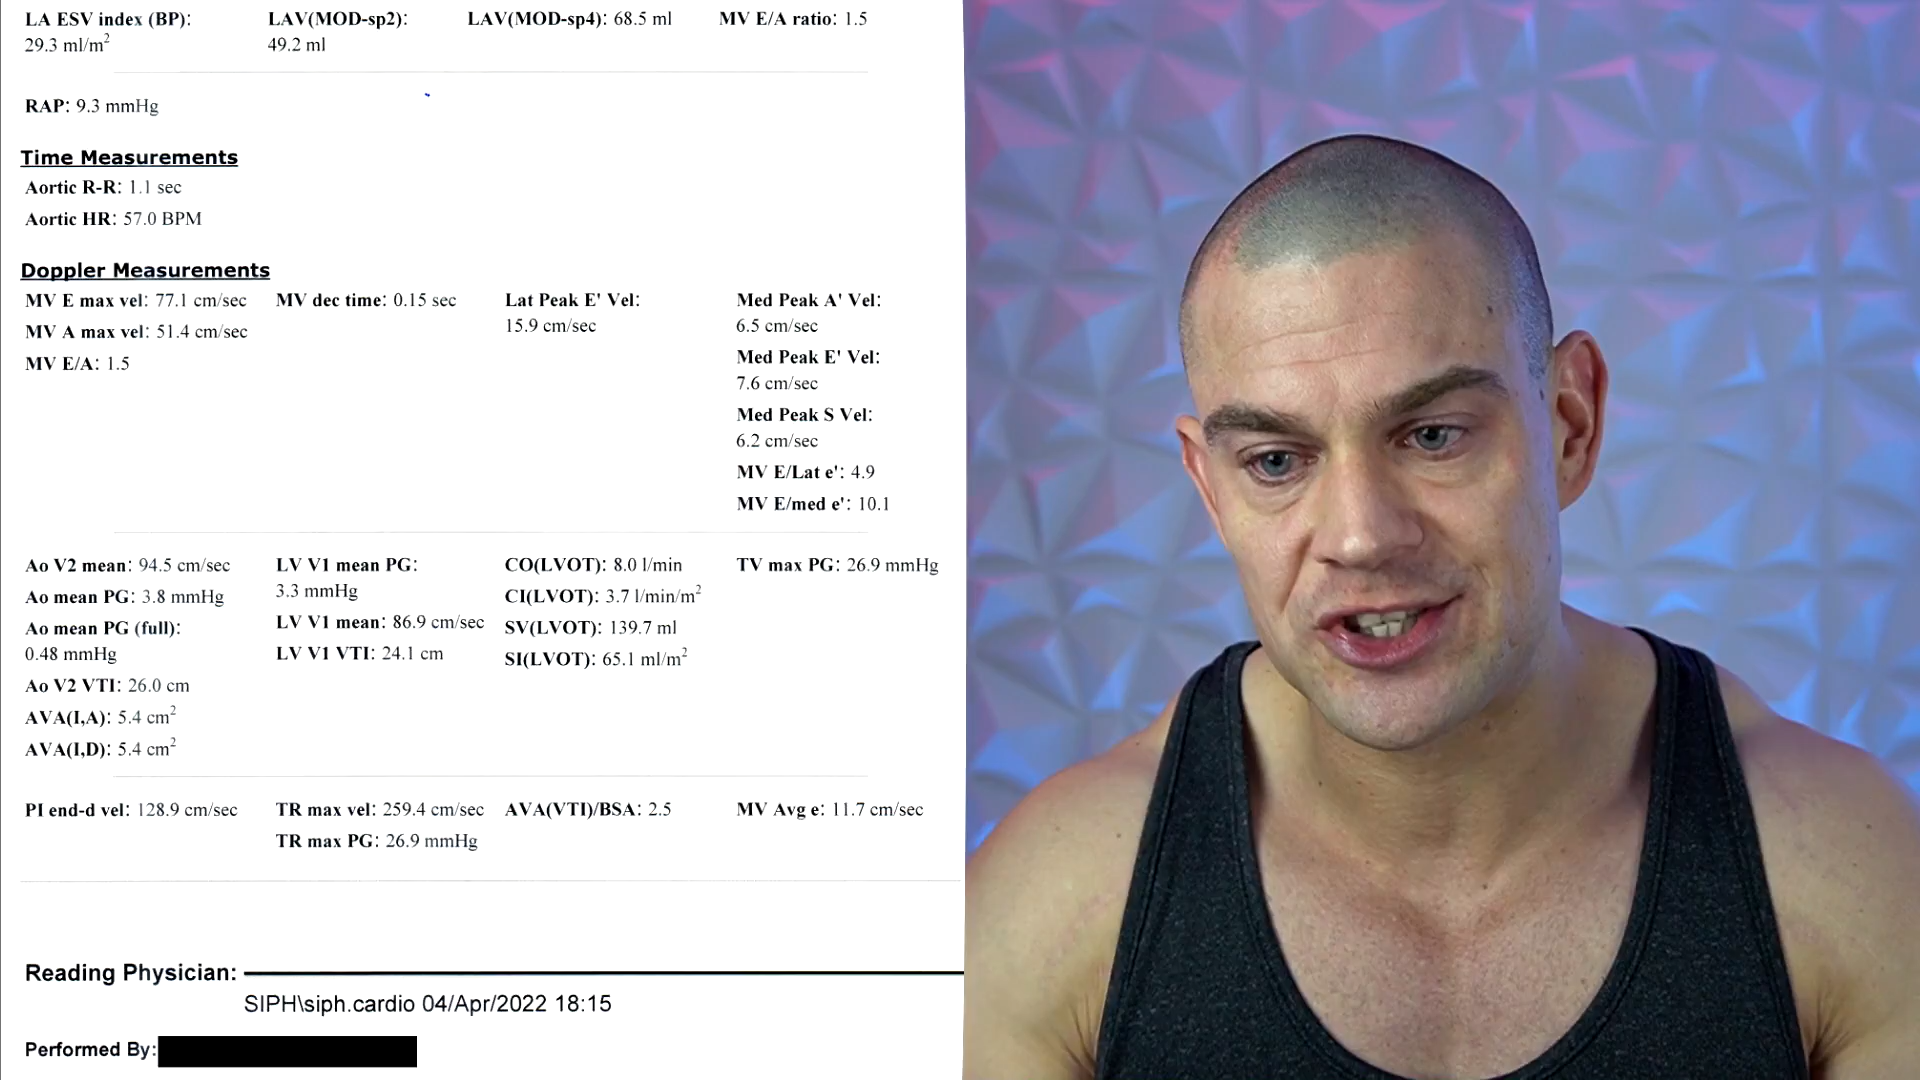 LA ESV index (BP): LAV(MOD-sp2): LAV(MOD-sp4): 68.5 ml MV E/A ratio: 1.5
29.3 ml/m² 49.2 ml
RAP: 9.3 mmHg
Time Measurements
Aortic R-R: 1.1 sec
Aortic HR: 57.0 BPM
Doppler Measurements
MV E max vel: 77.1 cm/sec
MV A max vel: 51.4 cm/sec
MV E/A: 1.5
MV dec time: 0.15 sec
Lat Peak E' Vel:
15.9 cm/sec
Med Peak A' Vel:
6.5 cm/sec
Med Peak E' Vel:
7.6 cm/sec
Med Peak S Vel:
6.2 cm/sec
MV E/Lat e': 4.9
MV E/med e': 10.1
Ao V2 mean: 94.5 cm/sec
Ao mean PG: 3.8 mmHg
Ao mean PG (full):
0.48 mmHg
Ao V2 VTI: 26.0 cm
AVA(I,A): 5.4 cm²
AVA(I,D): 5.4 cm²
LV V1 mean PG:
3.3 mmHg
LV V1 mean: 86.9 cm/sec
LV V1 VTI: 24.1 cm
CO(LVOT): 8.0 l/min
CI(LVOT): 3.7 l/min/m²
SV(LVOT): 139.7 ml
SI(LVOT): 65.1 ml/m²
TV max PG: 26.9 mmHg
PI end-d vel: 128.9 cm/sec
TR max vel: 259.4 cm/sec
TR max PG: 26.9 mmHg
AVA(VTI)/BSA: 2.5
MV Avg e: 11.7 cm/sec
Reading Physician:
SIPH\siph.cardio 04/Apr/2022 18:15
Performed By: